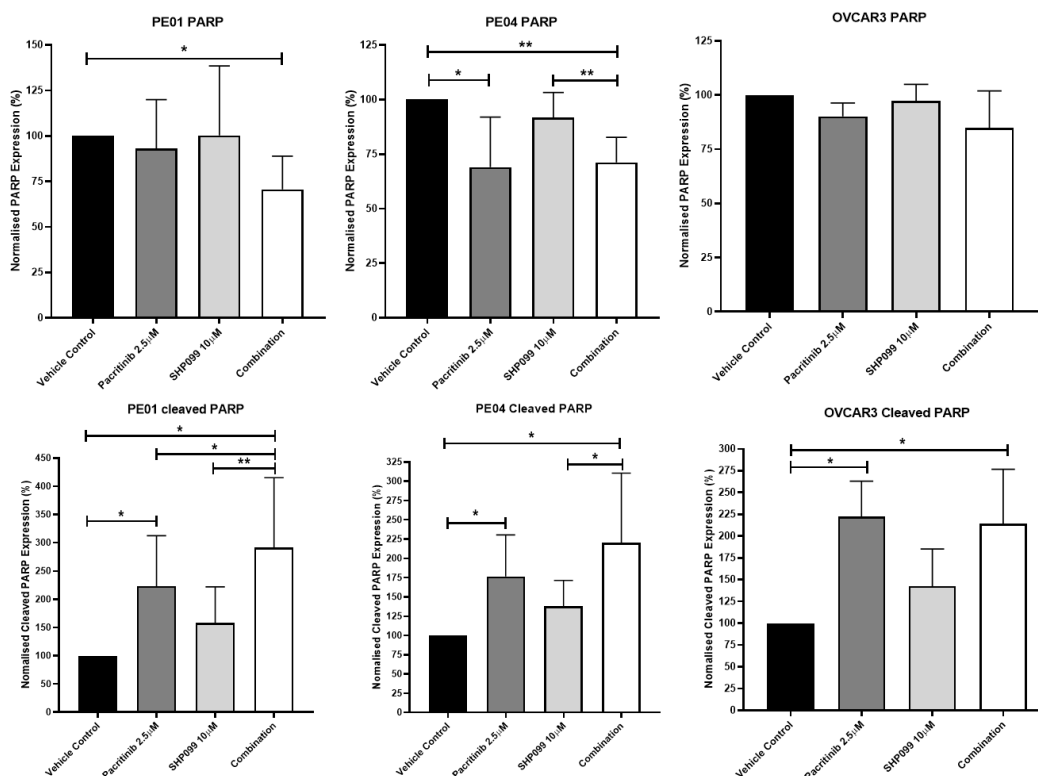 PE01 PARP
Normalised PARP Expression (%)
150
125
100
75
50
25
0
*
Vehicle Control
Pacritinib 2.5μM
SHP099 10μM
Combination
PE04 PARP
Normalised PARP Expression (%)
125
100
75
50
25
0
**
*
**
Vehicle Control
Pacritinib 2.5μM
SHP099 10μM
Combination
OVCAR3 PARP
Normalised PARP Expression (%)
125
100
75
50
25
0
Vehicle Control
Pacritinib 2.5μM
SHP099 10μM
Combination
PE01 cleaved PARP
Nomalised Cleaved PARP Expression (%)
450
400
350
300
250
200
150
100
50
0
*
*
**
*
Vehicle Control
Pacritinib 2.5μM
SHP099 10μM
Combination
PE04 Cleaved PARP
Normalised Cleaved PARP Expression (%)
325
300
275
250
225
200
175
150
125
100
75
50
25
0
*
*
*
Vehicle Control
Pacritinib 2.5μM
SHP099 10μM
Combination
OVCAR3 Cleaved PARP
Nomalised Cleaved PARP Expression (%)
300
275
250
225
200
175
150
125
100
75
50
25
0
*
*
Vehicle Control
Pacritinib 2.5μM
SHP099 10μM
Combination